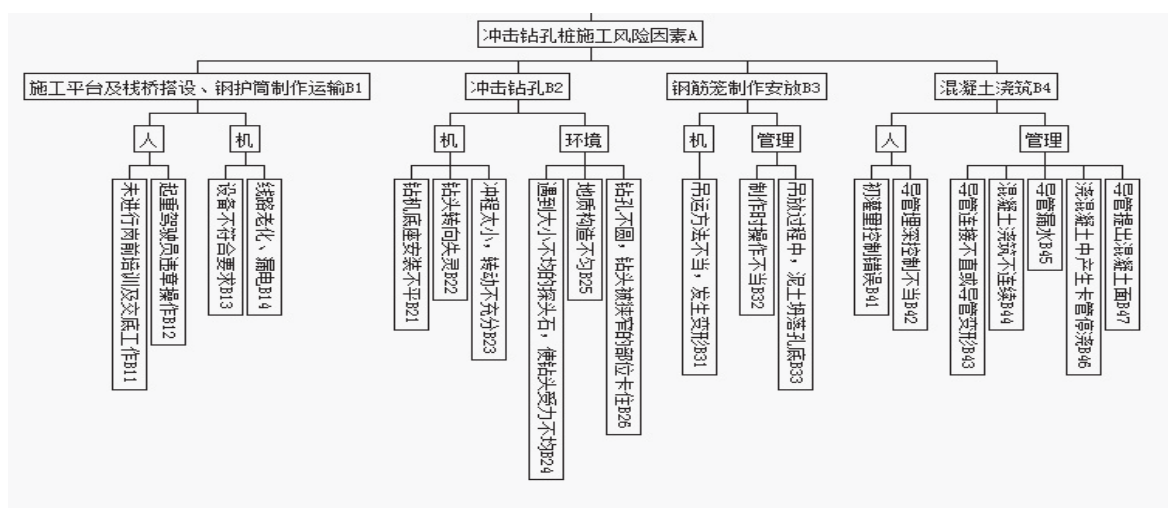 冲击钻孔桩施工风险因素A
施工平台及栈桥搭设、钢护筒制作运输B1
冲击钻孔B2
钢筋笼制作安放B3
混凝土浇筑B4
人
机
机
环境
机
管理
人
管理
未进行岗前培训及交底工作B11
起重驾驶员违章操作B12
设备不符合要求B13
线路老化、漏电B14
钻机底座安装不平B21
钻头转向失灵B22
冲程太小，转动不充分B23
遇到大小不均的探头石，使钻头受力不均B24
地质构造不匀B25
钻孔不圆，钻头被狭窄的部位卡住B26
吊运方法不当，发生变形B31
制作时操作不当B32
吊放过程中，泥土坍落孔底B33
初灌量控制错误B41
导管埋深控制不当B42
导管连接不直或导管变形B43
混凝土浇筑不连续B44
导管漏水B45
浇混凝土中产生卡管停浇B46
导管提出混凝土面B47